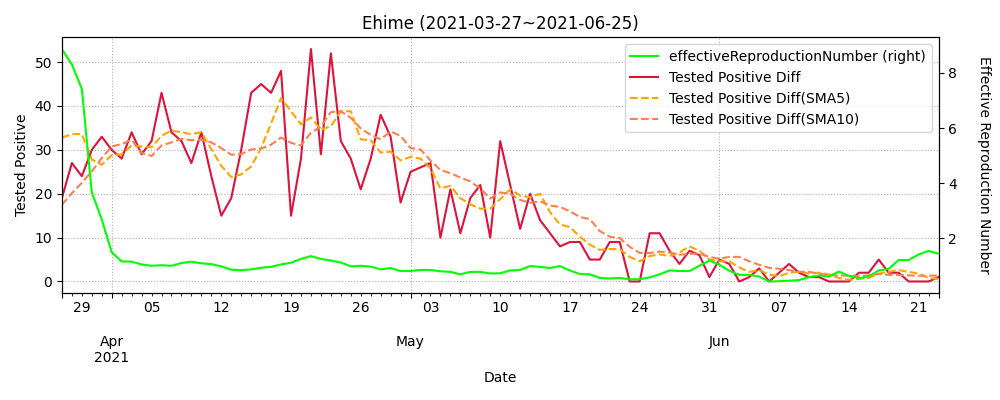 Ehime (2021-03-27~2021-06-25)
effectiveReproductionNumber (right)
Tested Positive Diff
Tested Positive Diff(SMA5)
Tested Positive Diff(SMA10)
Tested Positive
50
40
30
20
10
0
8
6
4
2
Effective Reproduction Number
29 05 12 19 26 03 10 17 24 31 07 14 21
Apr May Jun
2021
Date